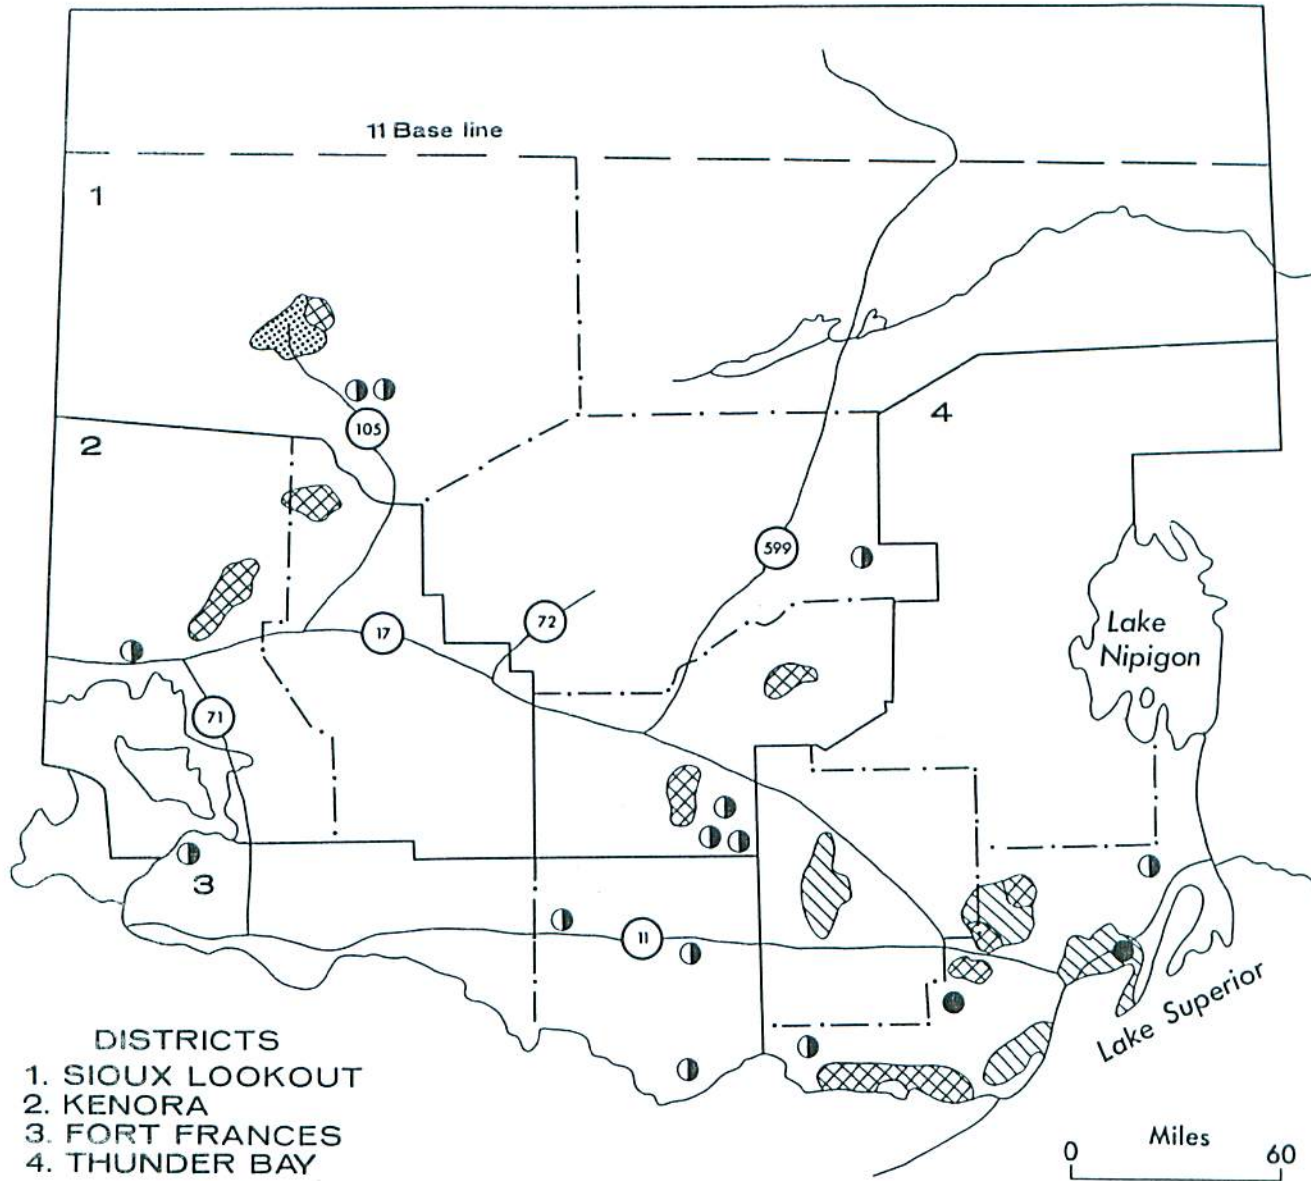 11 Base line
1
105
2
4
599
72
17
Lake
Nipigon
71
3
11
Lake Superior
DISTRICTS
1. SIOUX LOOKOUT
2. KENORA
3. FORT FRANCES
4. THUNDER BAY
Miles
0 60